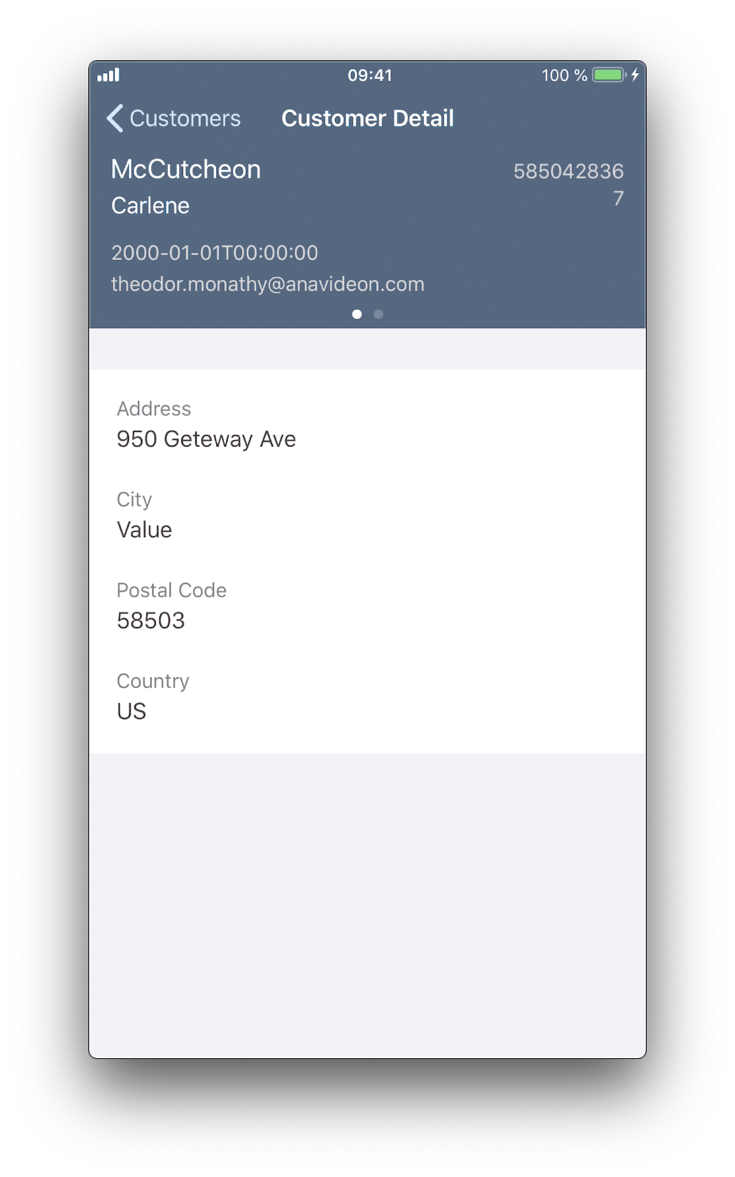 09:41 100 %
Customers Customer Detail
McCutcheon 585042836
7
Carlene
2000-01-01T00:00:00
theodor.monathy@anavideon.com
Address
950 Geteway Ave
City
Value
Postal Code
58503
Country
US